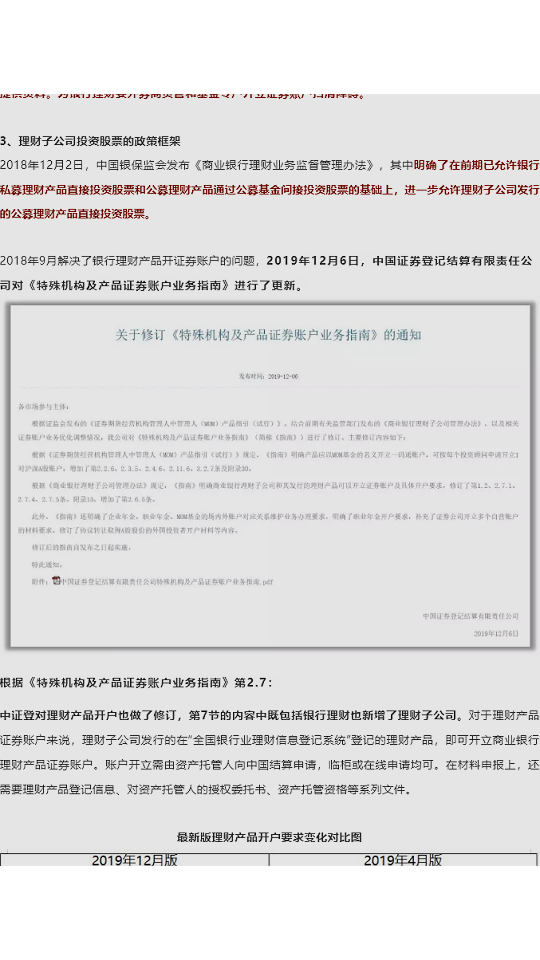 3、理财子公司投资股票的政策框架
2018年12月2日，中国银保监会发布《商业银行理财业务监督管理办法》，其中明确了在前期已允许银行
私募理财产品直接投资股票和公募理财产品通过公募基金间接投资股票的基础上，进一步允许理财子公司发行
的公募理财产品直接投资股票。
2018年9月解决了银行理财产品开证券账户的问题，2019年12月6日，中国证券登记结算有限责任公
司对《特殊机构及产品证券账户业务指南》进行了更新。
关于修订《特殊机构及产品证券账户业务指南》的通知
发布时间：2019-12-06
各市场参与主体：
根据证监会发布的《证券期货经营机构管理人中管理人（MOM）产品指引（试行）》，结合前期有关监管部门发布的《商业银行理财子公司管理办法》，以及相关
证券账户业务优化调整情况，我公司对《特殊机构及产品证券账户业务指南》（简称《指南》）进行了修订。主要修订内容如下：
根据《证券期货经营机构管理人中管理人（MOM）产品指引（试行）》规定，《指南》明确产品应以MOM基金的名义开立一码通账户，可按每个投资顾问申请开立1
对沪深A股账户，增加了第2.2.6、2.3.5、2.4.6、2.11.6、3.2.7条及附录30。
根据《商业银行理财子公司管理办法》规定，《指南》明确商业银行理财子公司和其发行的理财产品可以开立证券账户及具体开户要求，修订了第1.2、2.7.1、
2.7.4、2.7.5条、附录13，增加了第2.6.5条。
此外，《指南》还明确了企业年金、职业年金、MOM基金的场内外账户对应关系维护业务办理要求，明确了职业年金开户要求，补充了证券公司开立多个自营账户
的材料要求，修订了协议转让取得A股股份的外国投资者开户材料等内容。
修订后的指南自发布之日起实施。
特此通知。
附件：中国证券登记结算有限责任公司特殊机构及产品证券账户业务指南.pdf
中国证券登记结算有限责任公司
2019年12月6日
根据《特殊机构及产品证券账户业务指南》第2.7：
中证登对理财产品开户也做了修订，第7节的内容中既包括银行理财也新增了理财子公司。对于理财产品
证券账户来说，理财子公司发行的在“全国银行业理财信息登记系统”登记的理财产品，即可开立商业银行
理财产品证券账户。账户开立需由资产托管人向中国结算申请，临柜或在线申请均可。在材料申报上，还
需要理财产品登记信息、对资产托管人的授权委托书、资产托管资格等系列文件。
最新版理财产品开户要求变化对比图
2019年12月版
2019年4月版